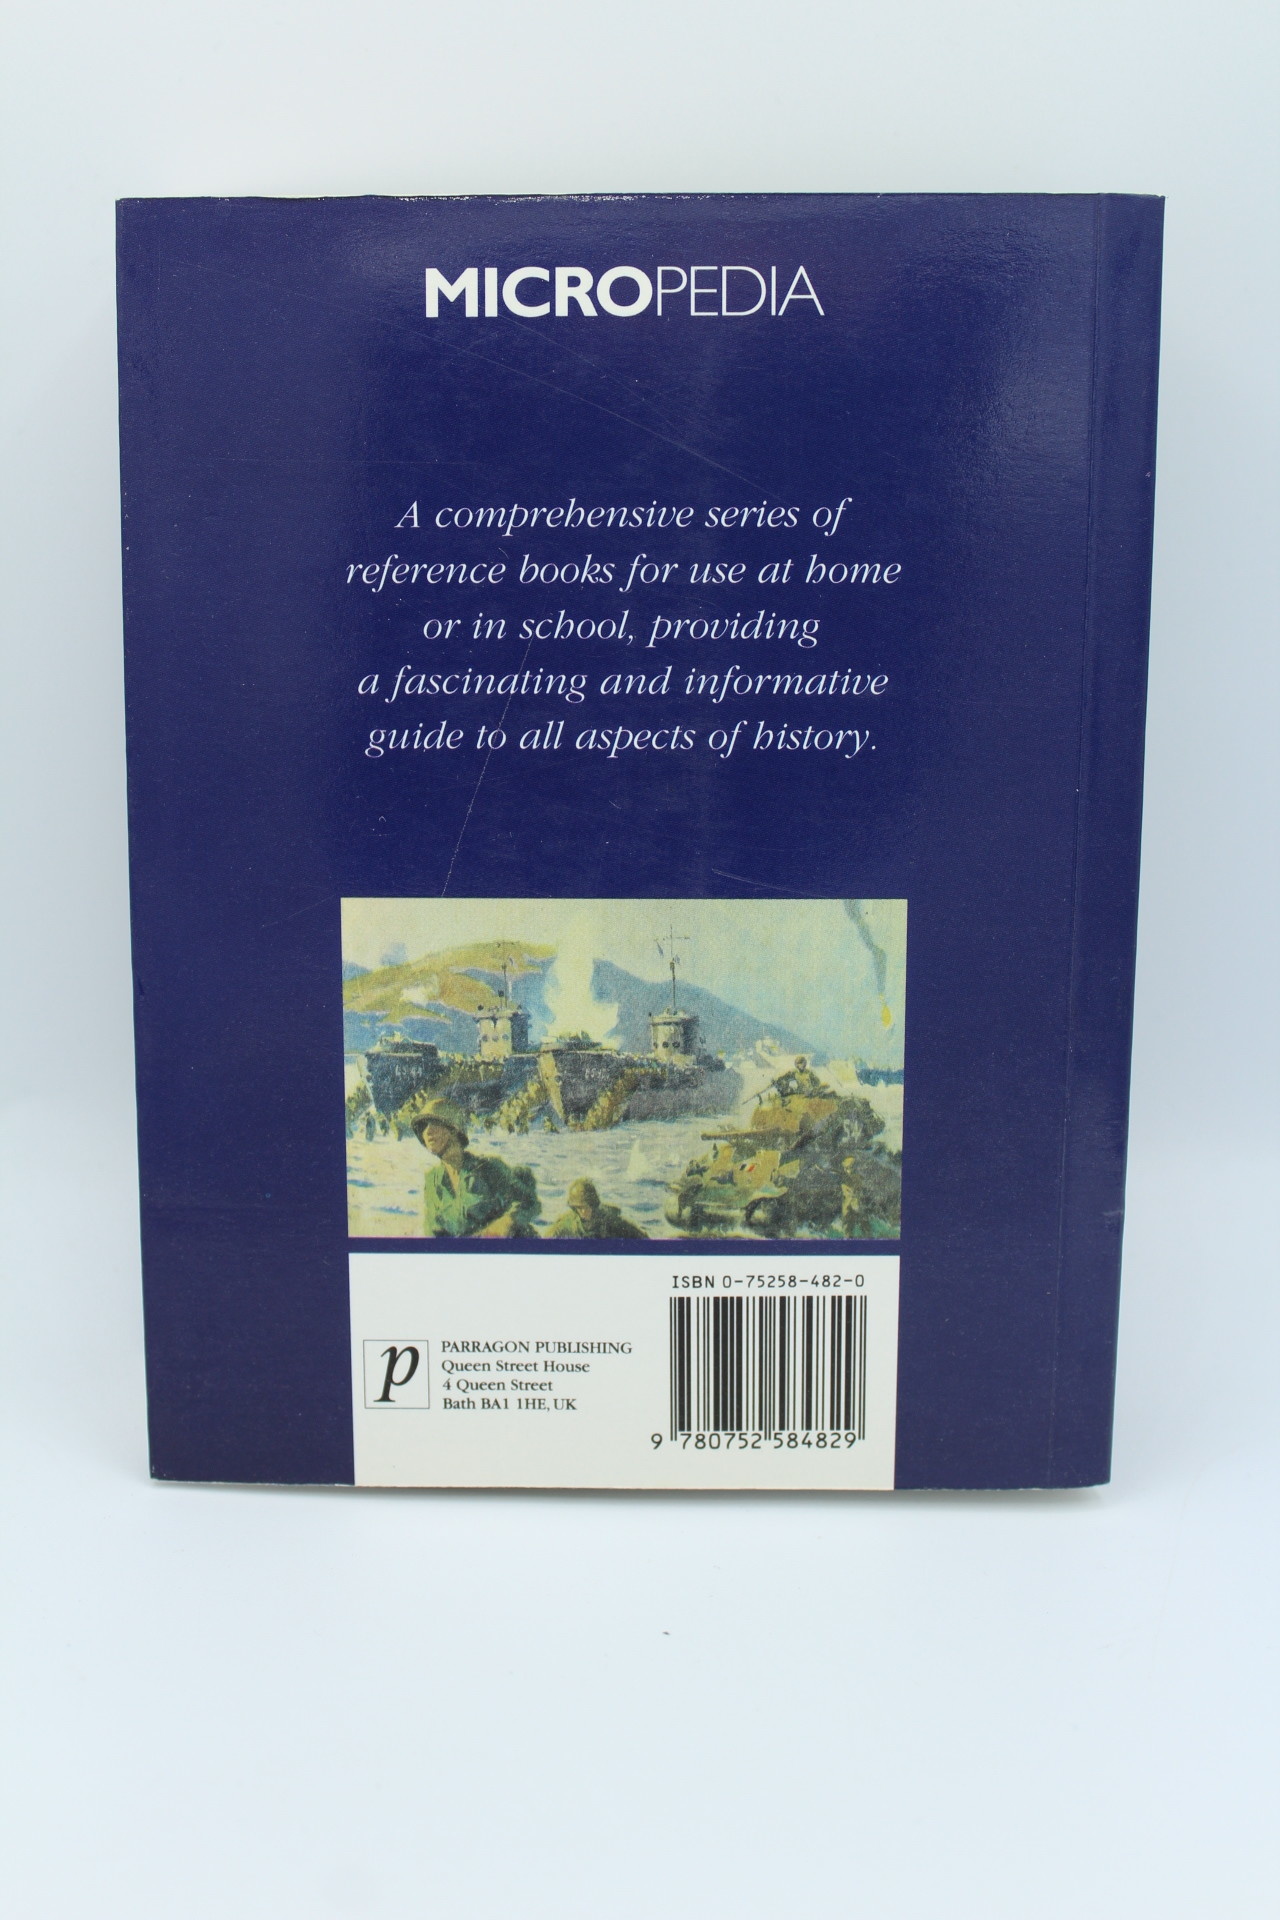 MICROPEDIA
A comprehensive series of
reference books for use at home
or in school, providing
a fascinating and informative
guide to all aspects of history.
ISBN 0-75258-482-0
p
PARRAGON PUBLISHING
Queen Street House
4 Queen Street
Bath BA1 1HE, UK
9 780752 584829